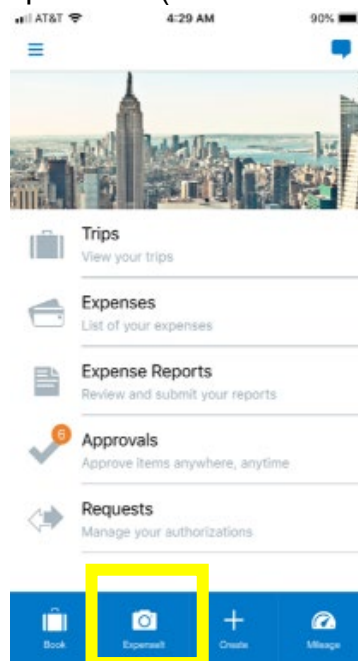 AT&T 4:29 AM 90%
Trips
View your trips
Expenses
List of your expenses
Expense Reports
Review and submit your reports
6
Approvals
Approve items anywhere, anytime
Requests
Manage your authorizations
Book ExpenseIt Create Mileage